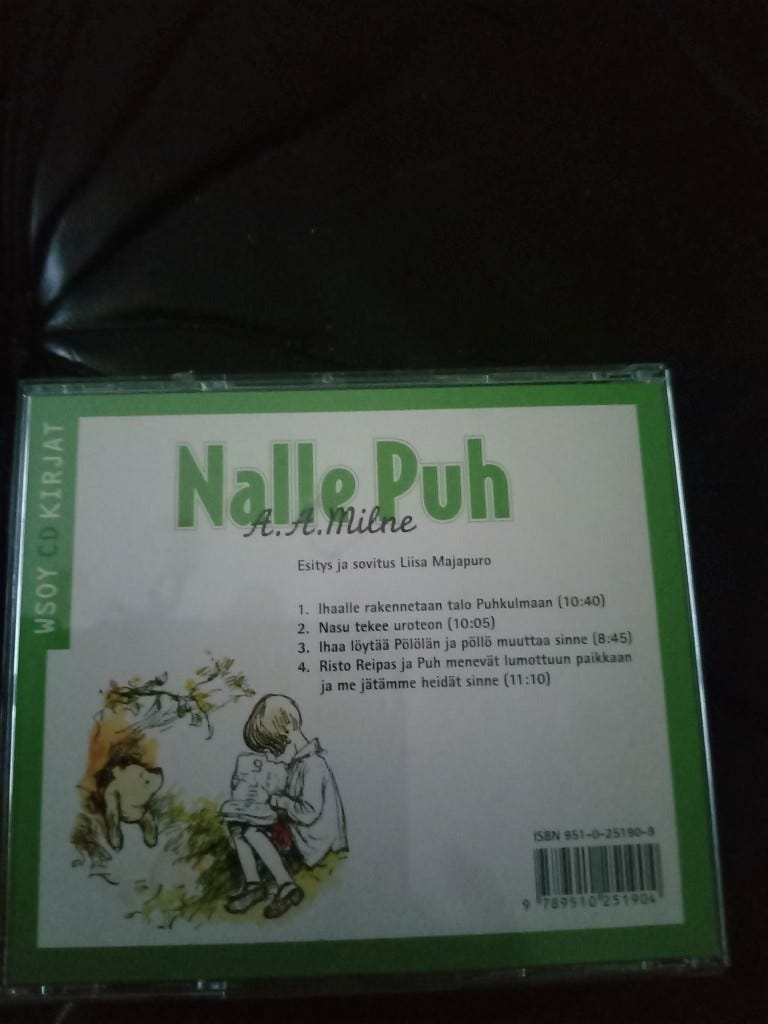 WSOY CD KIRJAT
Nalle Puh
A.A.Milne
Esitys ja sovitus Liisa Majapuro
1. Ihaalle rakennetaan talo Puhkulmaan (10:40)
2. Nasu tekee uroteon (10:05)
3. Ihaa löytää Pölölän ja pöllö muuttaa sinne (8:45)
4. Risto Reipas ja Puh menevät lumottuun paikkaan
ja me jätämme heidät sinne (11:10)
ISBN 951-0-25190-9
9 789510 251904